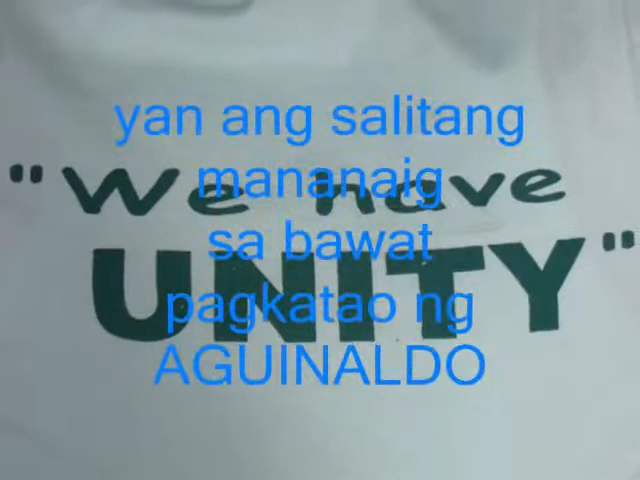 yan ang salitang
mananaig
sa bawat
pagkatao ng
AGUINALDO
"We have
UNITY"